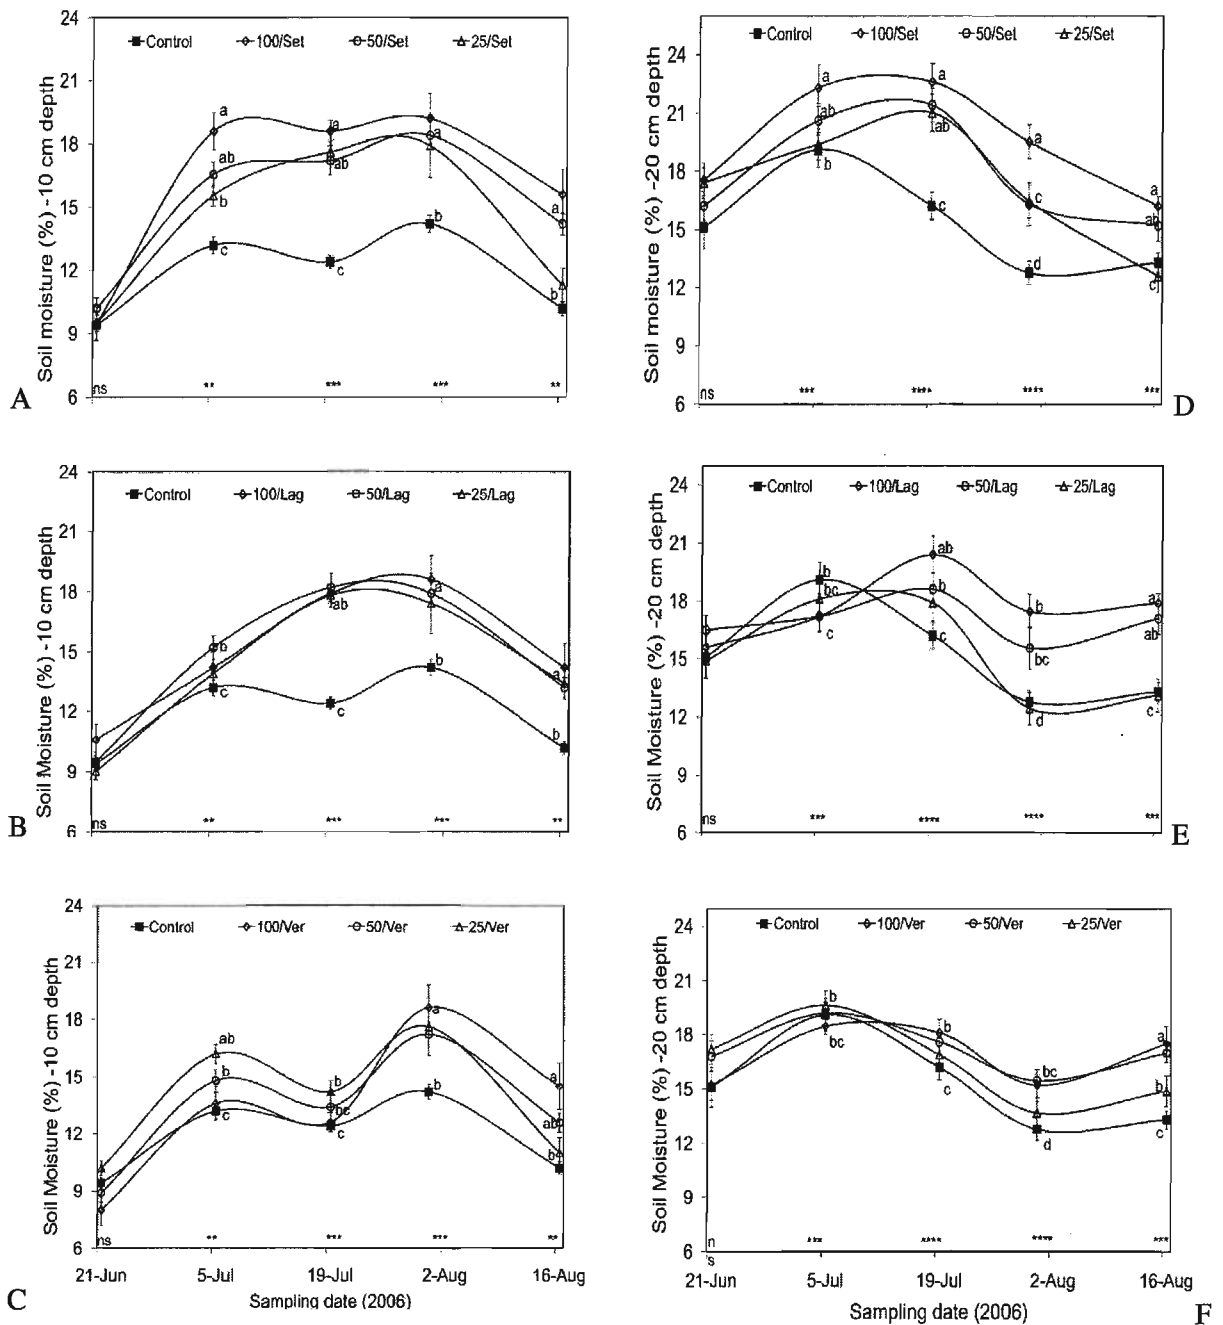 Control 100/Set 50/Set 25/Set
Soil moisture (%) -10 cm depth
24
21
18
15
12
9
6
a
ab
b
c
a
ab
c
a
b
a
b
ns
**
***
***
**
A
Control 100/Set 50/Set 25/Set
Soil moisture (%) -20 cm depth
24
21
18
15
12
9
6
a
ab
b
a
ab
c
a
c
d
a
ab
c
ns
***
****
****
***
D
Control 100/Lag 50/Lag 25/Lag
Soil Moisture (%) -10 cm depth
24
21
18
15
12
9
6
b
c
ab
c
a
b
a
b
ns
**
***
***
**
B
Control 100/Lag 50/Lag 25/Lag
Soil Moisture (%) -20 cm depth
24
21
18
15
12
9
6
b
bc
c
ab
b
c
b
bc
d
a
ab
c
ns
***
****
****
***
E
Control 100/Ver 50/Ver 25/Ver
Soil Moisture (%) -10 cm depth
24
21
18
15
12
9
6
ab
b
c
b
bc
c
a
b
a
ab
b
ns
**
***
***
**
21-Jun 5-Jul 19-Jul 2-Aug 16-Aug
Sampling date (2006)
C
Control 100/Ver 50/Ver 25/Ver
Soil Moisture (%) -20 cm depth
24
21
18
15
12
9
6
b
bc
b
c
bc
d
a
b
c
n
s
***
****
****
***
21-Jun 5-Jul 19-Jul 2-Aug 16-Aug
Sampling date (2006)
F